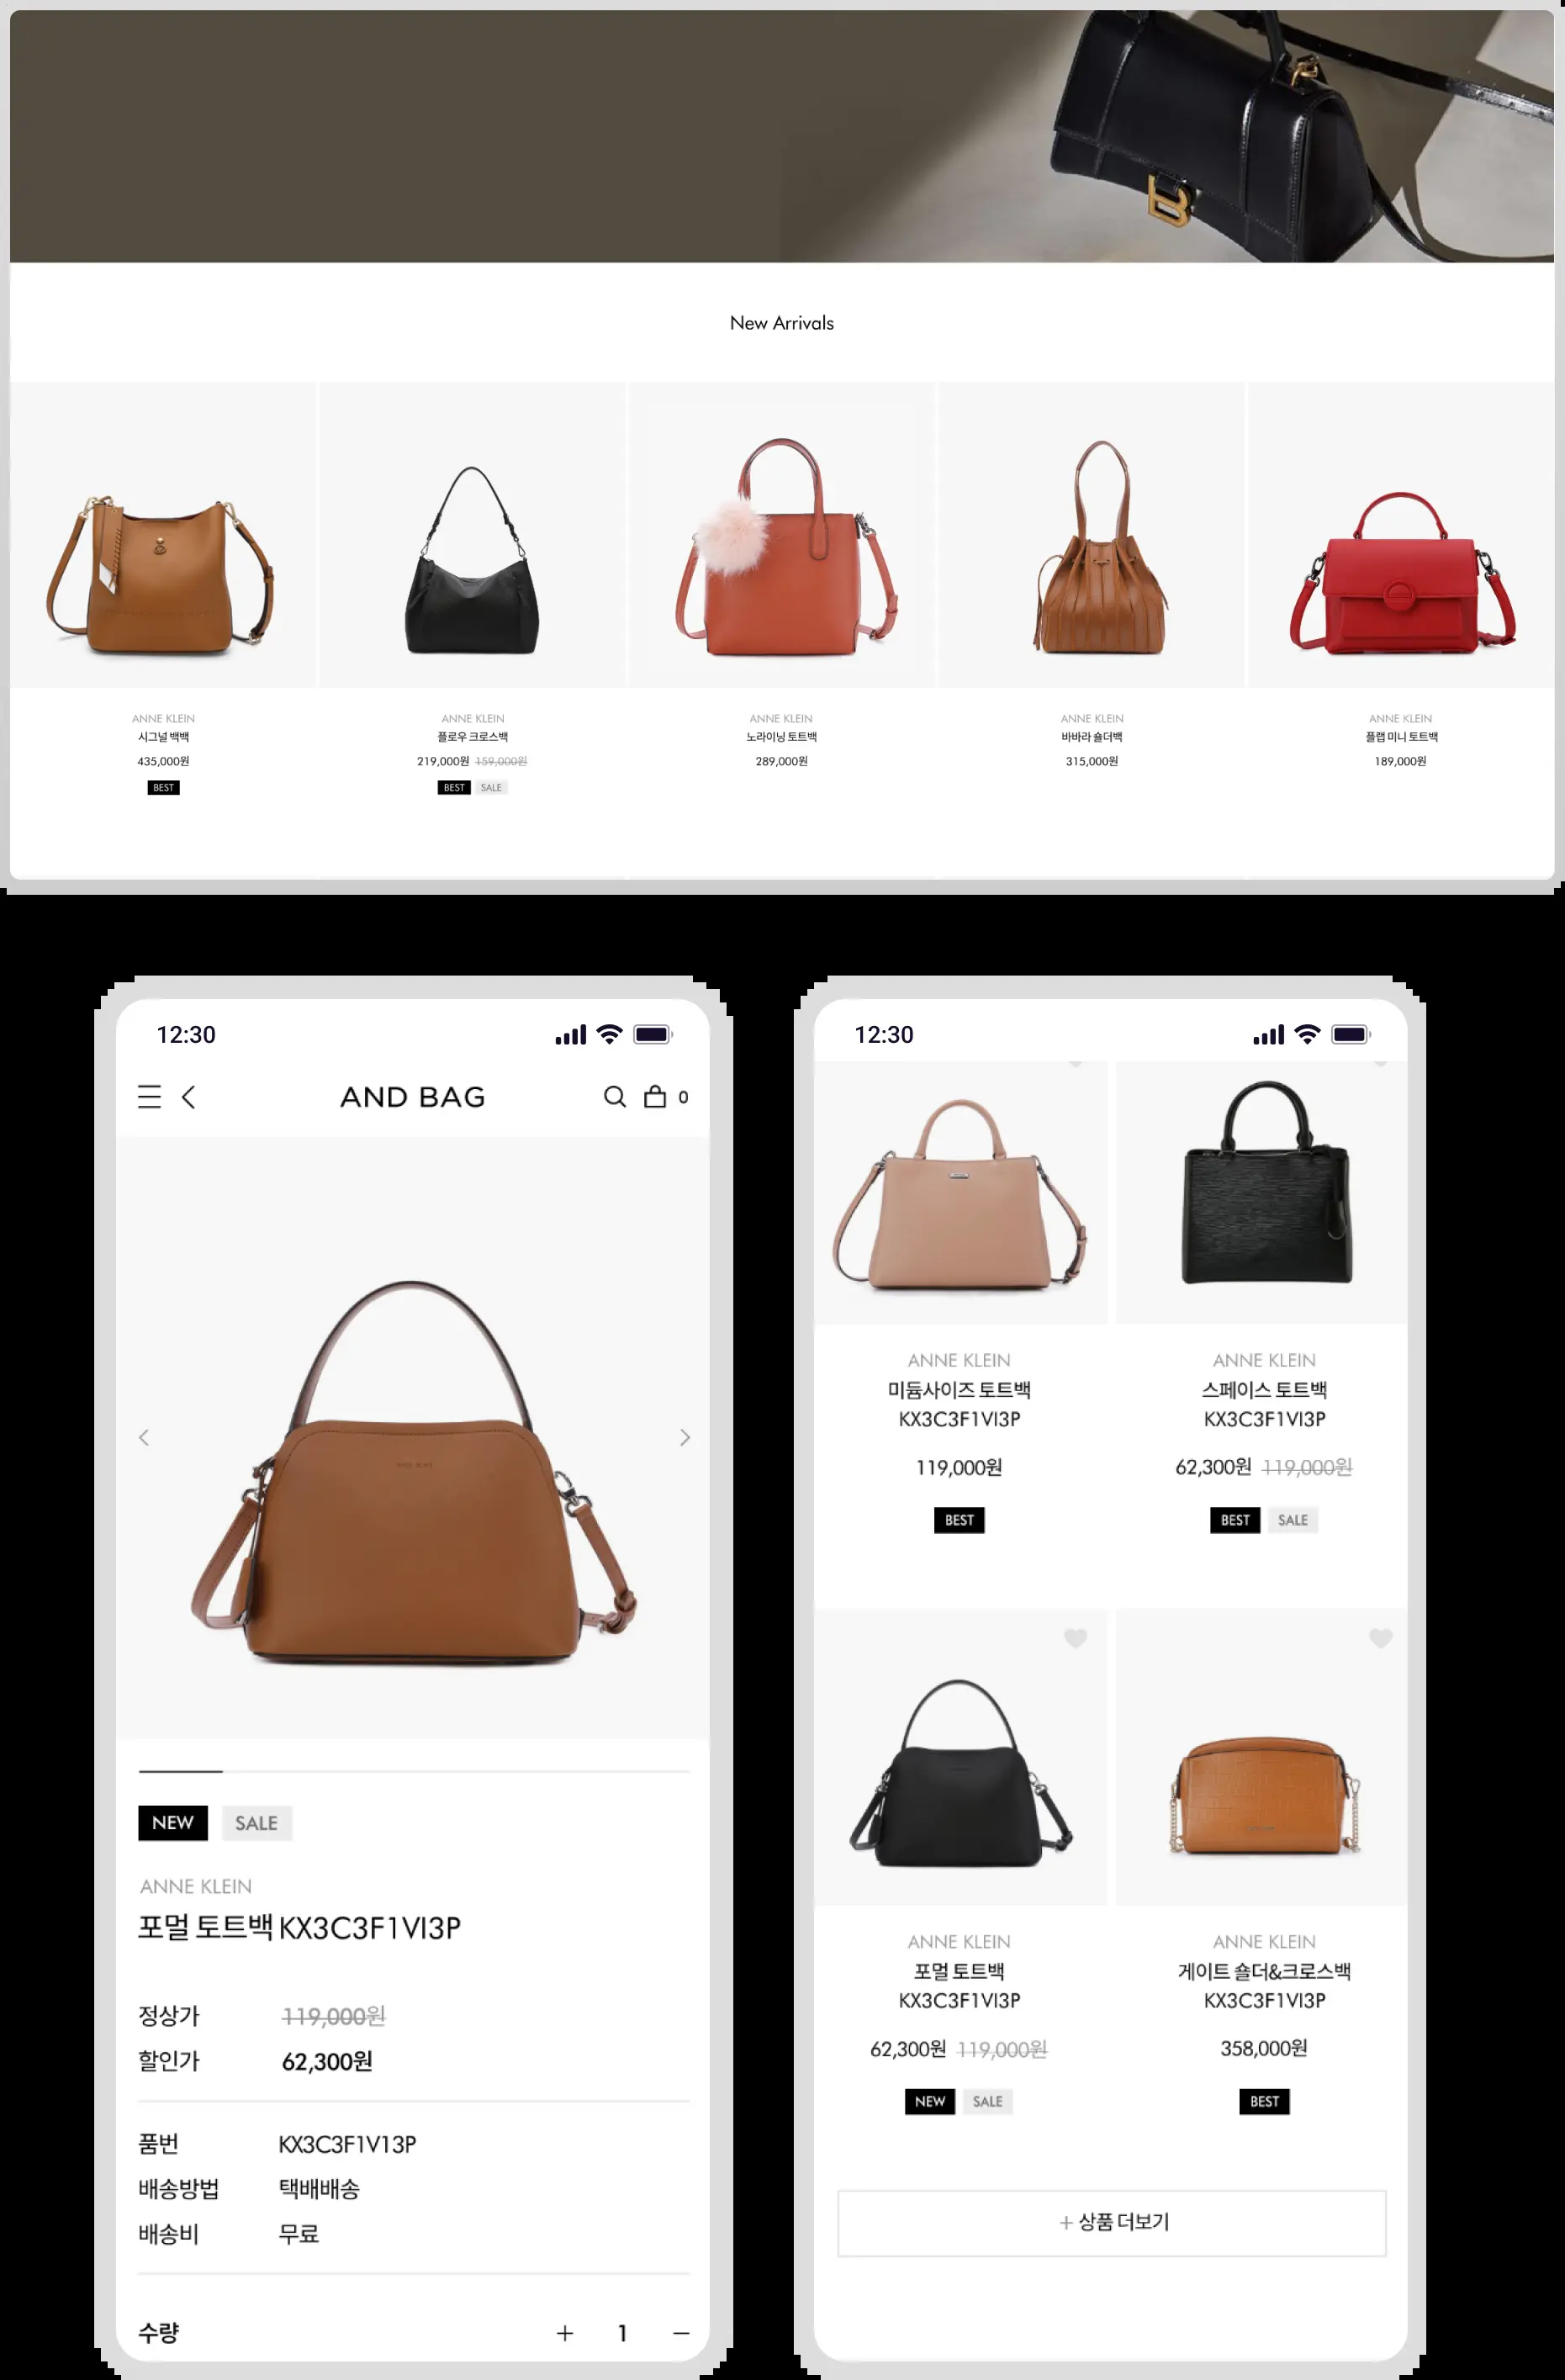 New Arrivals
ANNE KLEIN
시그널 백백
435,000원
BEST
ANNE KLEIN
플로우 크로스백
219,000원 159,000원
BEST SALE
ANNE KLEIN
노라이닝 토트백
289,000원
ANNE KLEIN
바바라 숄더백
315,000원
ANNE KLEIN
플랩 미니 토트백
189,000원
12:30
AND BAG
0
NEW SALE
ANNE KLEIN
포멀 토트백 KX3C3F1VI3P
정상가 119,000원
할인가 62,300원
품번 KX3C3F1V13P
배송방법 택배배송
배송비 무료
수량 + 1 −
12:30
ANNE KLEIN
미듐사이즈 토트백
KX3C3F1VI3P
119,000원
BEST
ANNE KLEIN
스페이스 토트백
KX3C3F1VI3P
62,300원 119,000원
BEST SALE
ANNE KLEIN
포멀 토트백
KX3C3F1VI3P
62,300원 119,000원
NEW SALE
ANNE KLEIN
게이트 숄더&크로스백
KX3C3F1VI3P
358,000원
BEST
+ 상품 더보기